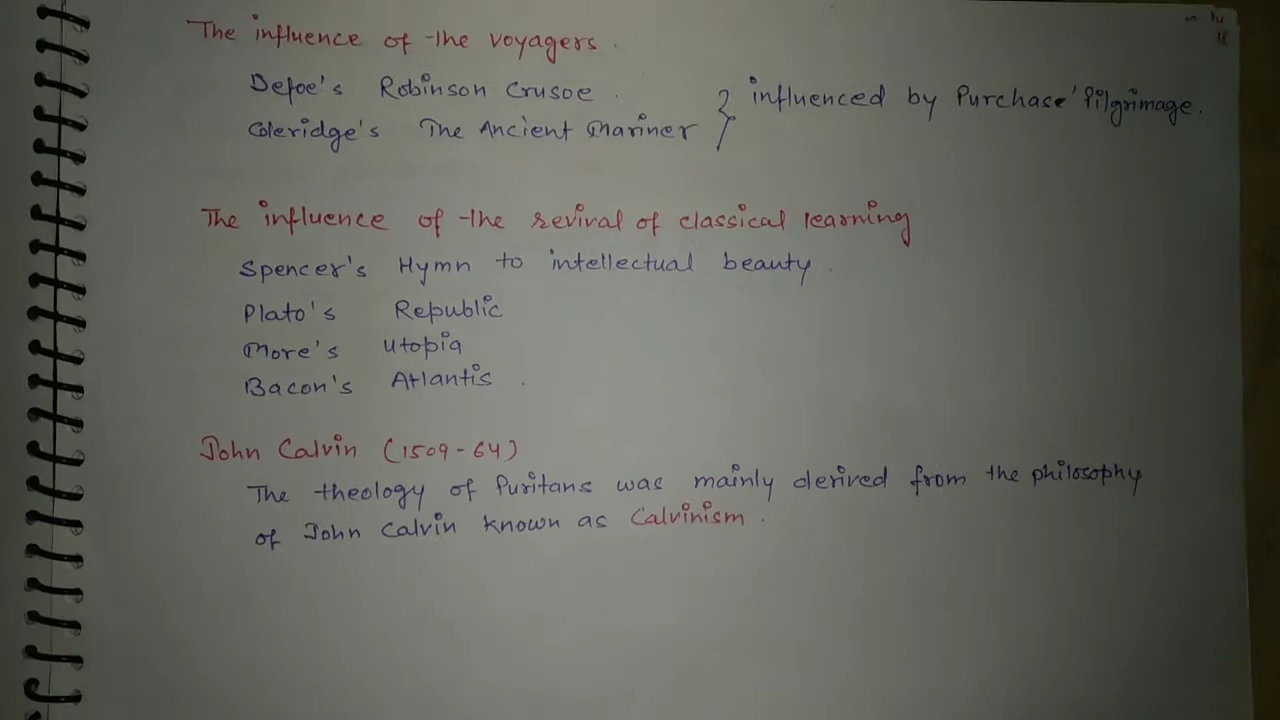 The influence of the voyagers.
Defoe's Robinson Crusoe.
Coleridge's The Ancient Mariner } influenced by Purchase' Pilgrimage.
The influence of the revival of classical learning
Spencer's Hymn to intellectual beauty.
Plato's Republic
More's Utopia
Bacon's Atlantis.
John Calvin (1509-64)
The theology of Puritans was mainly derived from the philosophy
of John Calvin known as Calvinism.